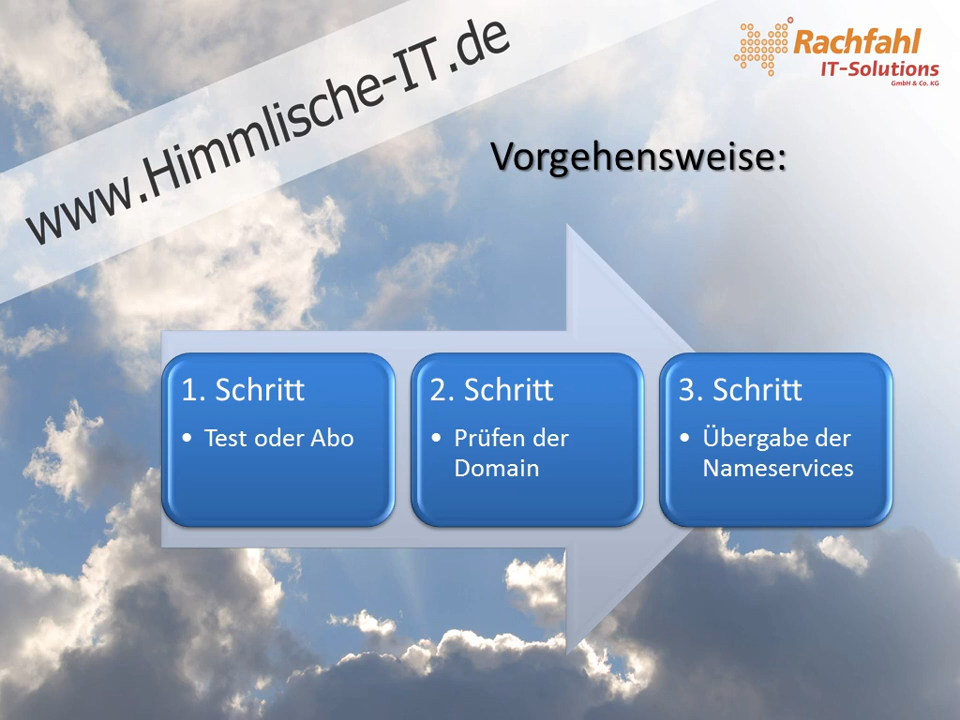 www.Himmlische-IT.de
Rachfahl
IT-Solutions
GmbH & Co. KG
Vorgehensweise:
1. Schritt
• Test oder Abo
2. Schritt
• Prüfen der
Domain
3. Schritt
• Übergabe der
Nameservices